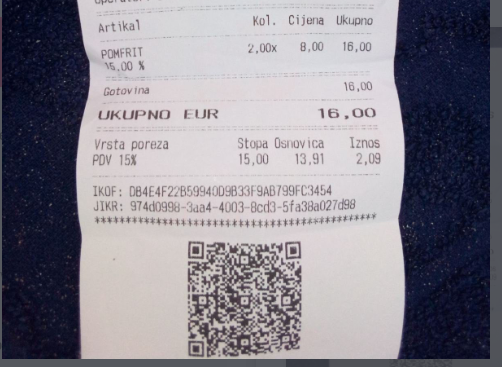 Artikal Kol. Cijena Ukupno
POMFRIT 2,00x 8,00 16,00
15,00 %
Gotovina 16,00
UKUPNO EUR 16,00
Vrsta poreza Stopa Osnovica Iznos
PDV 15% 15,00 13,91 2,09
IKOF: DB4E4F22B59940D9B33F9AB799FC3454
JIKR: 974d0998-3aa4-4003-8cd3-5fa38a027d98